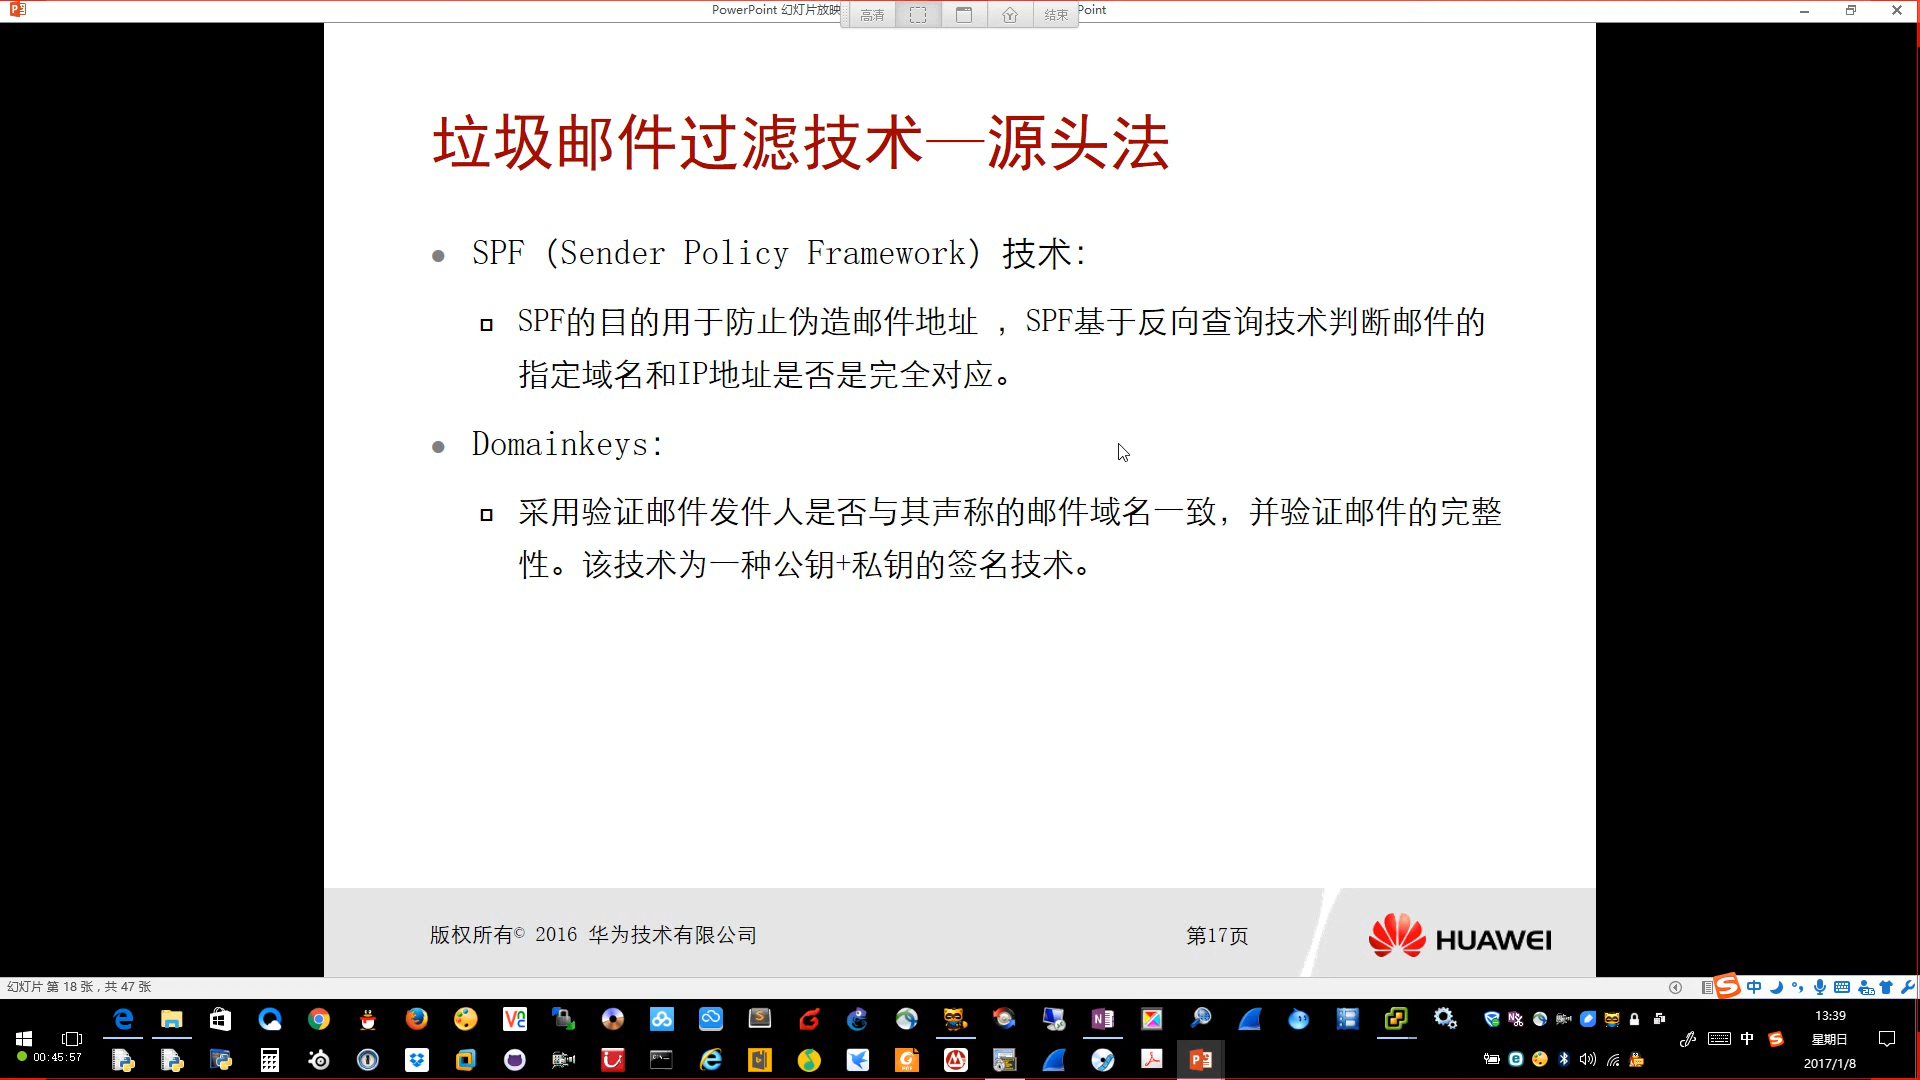 PowerPoint 幻灯片放映
高清
结束
Point
垃圾邮件过滤技术—源头法
SPF（Sender Policy Framework）技术：
SPF的目的用于防止伪造邮件地址 ，SPF基于反向查询技术判断邮件的
指定域名和IP地址是否是完全对应。
Domainkeys：
采用验证邮件发件人是否与其声称的邮件域名一致，并验证邮件的完整
性。该技术为一种公钥+私钥的签名技术。
版权所有© 2016 华为技术有限公司
第17页
HUAWEI
幻灯片 第 18 张，共 47 张
中
00:45:57
中
13:39
星期日
2017/1/8